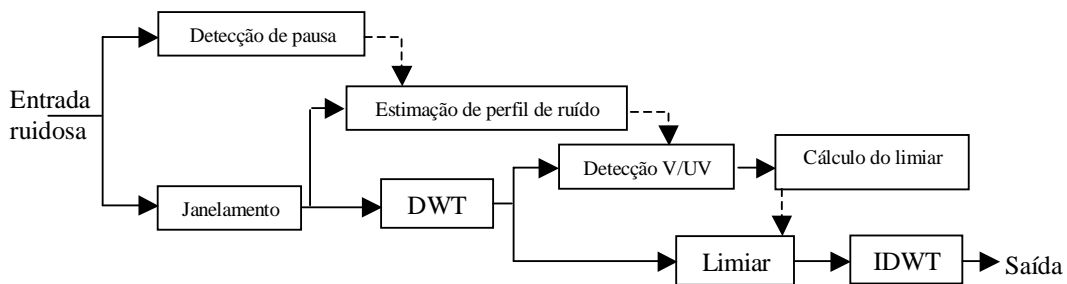 Detecção de pausa
Entrada
ruidosa
Estimação de perfil de ruído
Detecção V/UV
Cálculo do limiar
Janelamento
DWT
Limiar
IDWT
Saída